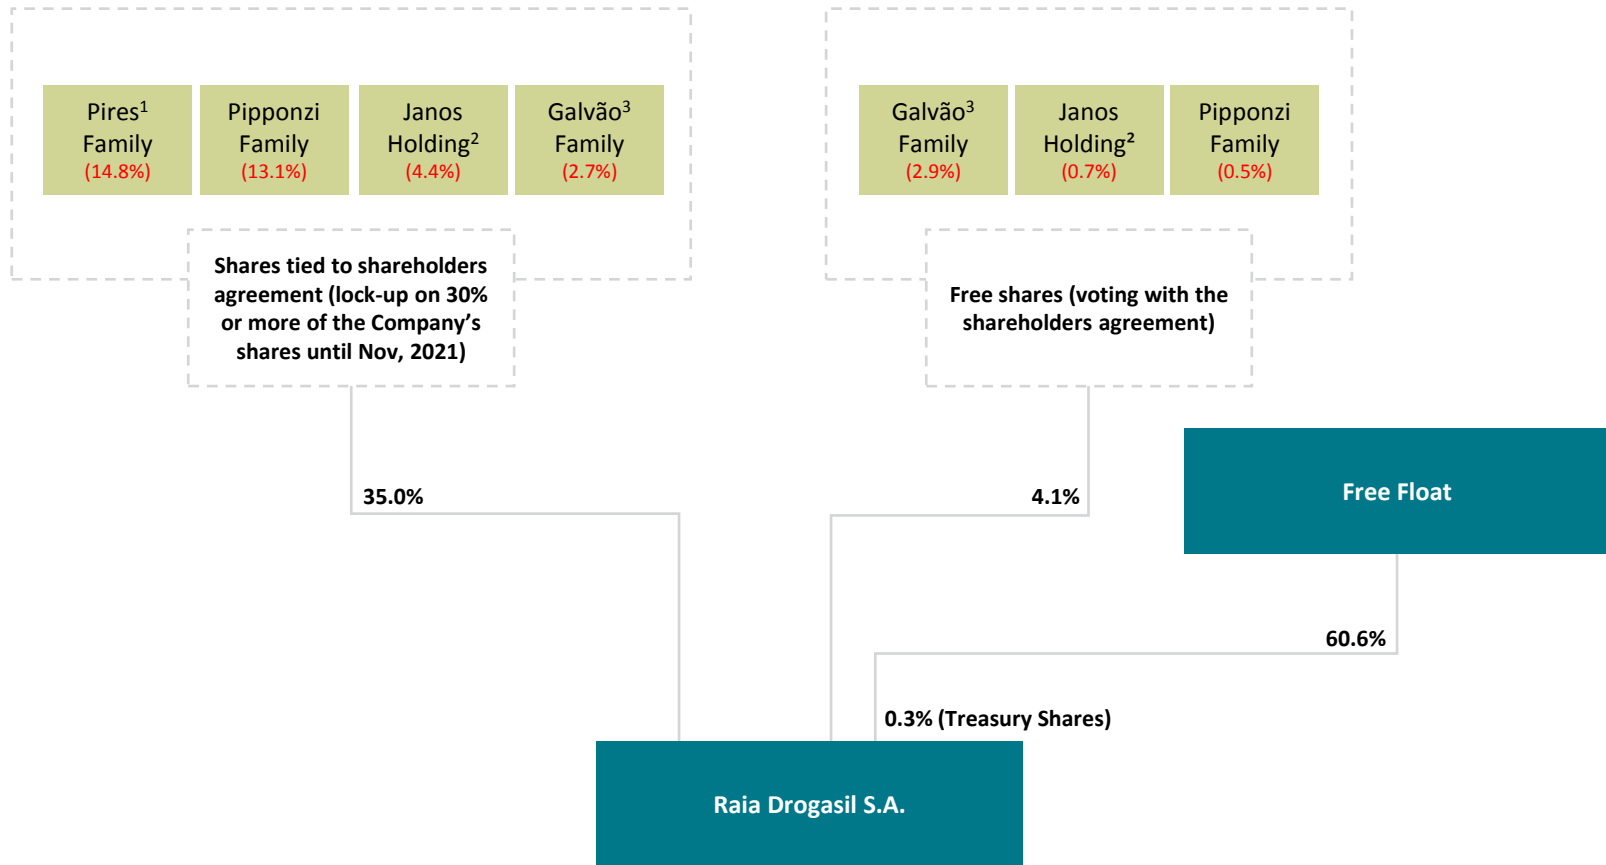 Pires¹
Family
(14.8%)
Pipponzi
Family
(13.1%)
Janos
Holding²
(4.4%)
Galvão³
Family
(2.7%)
Galvão³
Family
(2.9%)
Janos
Holding²
(0.7%)
Pipponzi
Family
(0.5%)
Shares tied to shareholders
agreement (lock-up on 30%
or more of the Company’s
shares until Nov, 2021)
Free shares (voting with the
shareholders agreement)
35.0%
4.1%
Free Float
60.6%
0.3% (Treasury Shares)
Raia Drogasil S.A.